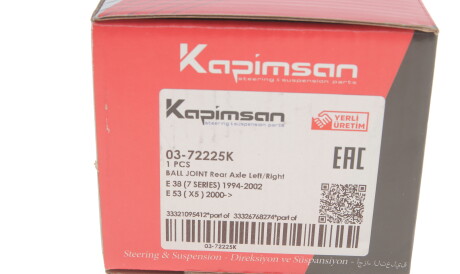 Kapimsan
steering & suspension parts
Kapimsan
steering & suspension parts
YERLİ
ÜRETİM
03-72225K
1 PCS
BALL JOINT Rear Axle Left/Right
E 38 (7 SERIES) 1994-2002
E 53 ( X5 ) 2000->
EAC
33321095412*part of 33326768274*part of
03-72225K
Steering & Suspension - Direksiyon ve Süspansiyon -